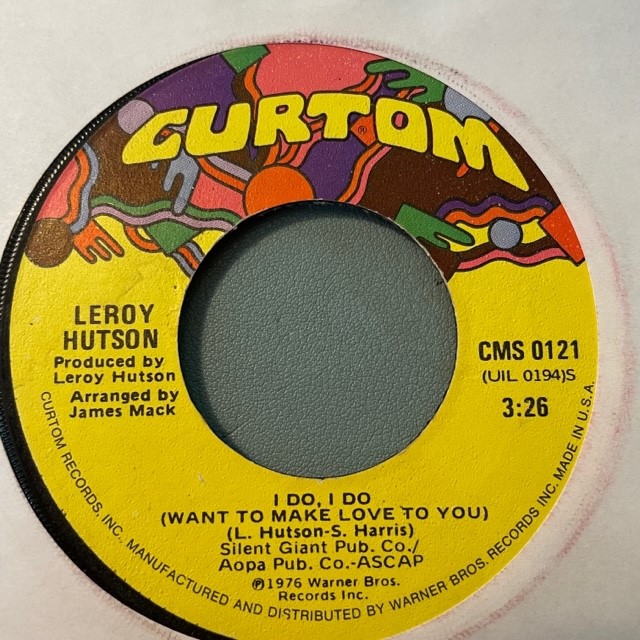 CURTOM ®
LEROY
HUTSON
Produced by
Leroy Hutson
Arranged by
James Mack
CMS 0121
(UIL 0194)S
3:26
I DO, I DO
(WANT TO MAKE LOVE TO YOU)
(L. Hutson-S. Harris)
Silent Giant Pub. Co./
Aopa Pub. Co.-ASCAP
℗1976 Warner Bros.
Records Inc.
CURTOM RECORDS, INC. MANUFACTURED AND DISTRIBUTED BY WARNER BROS. RECORDS INC. MADE IN U.S.A.